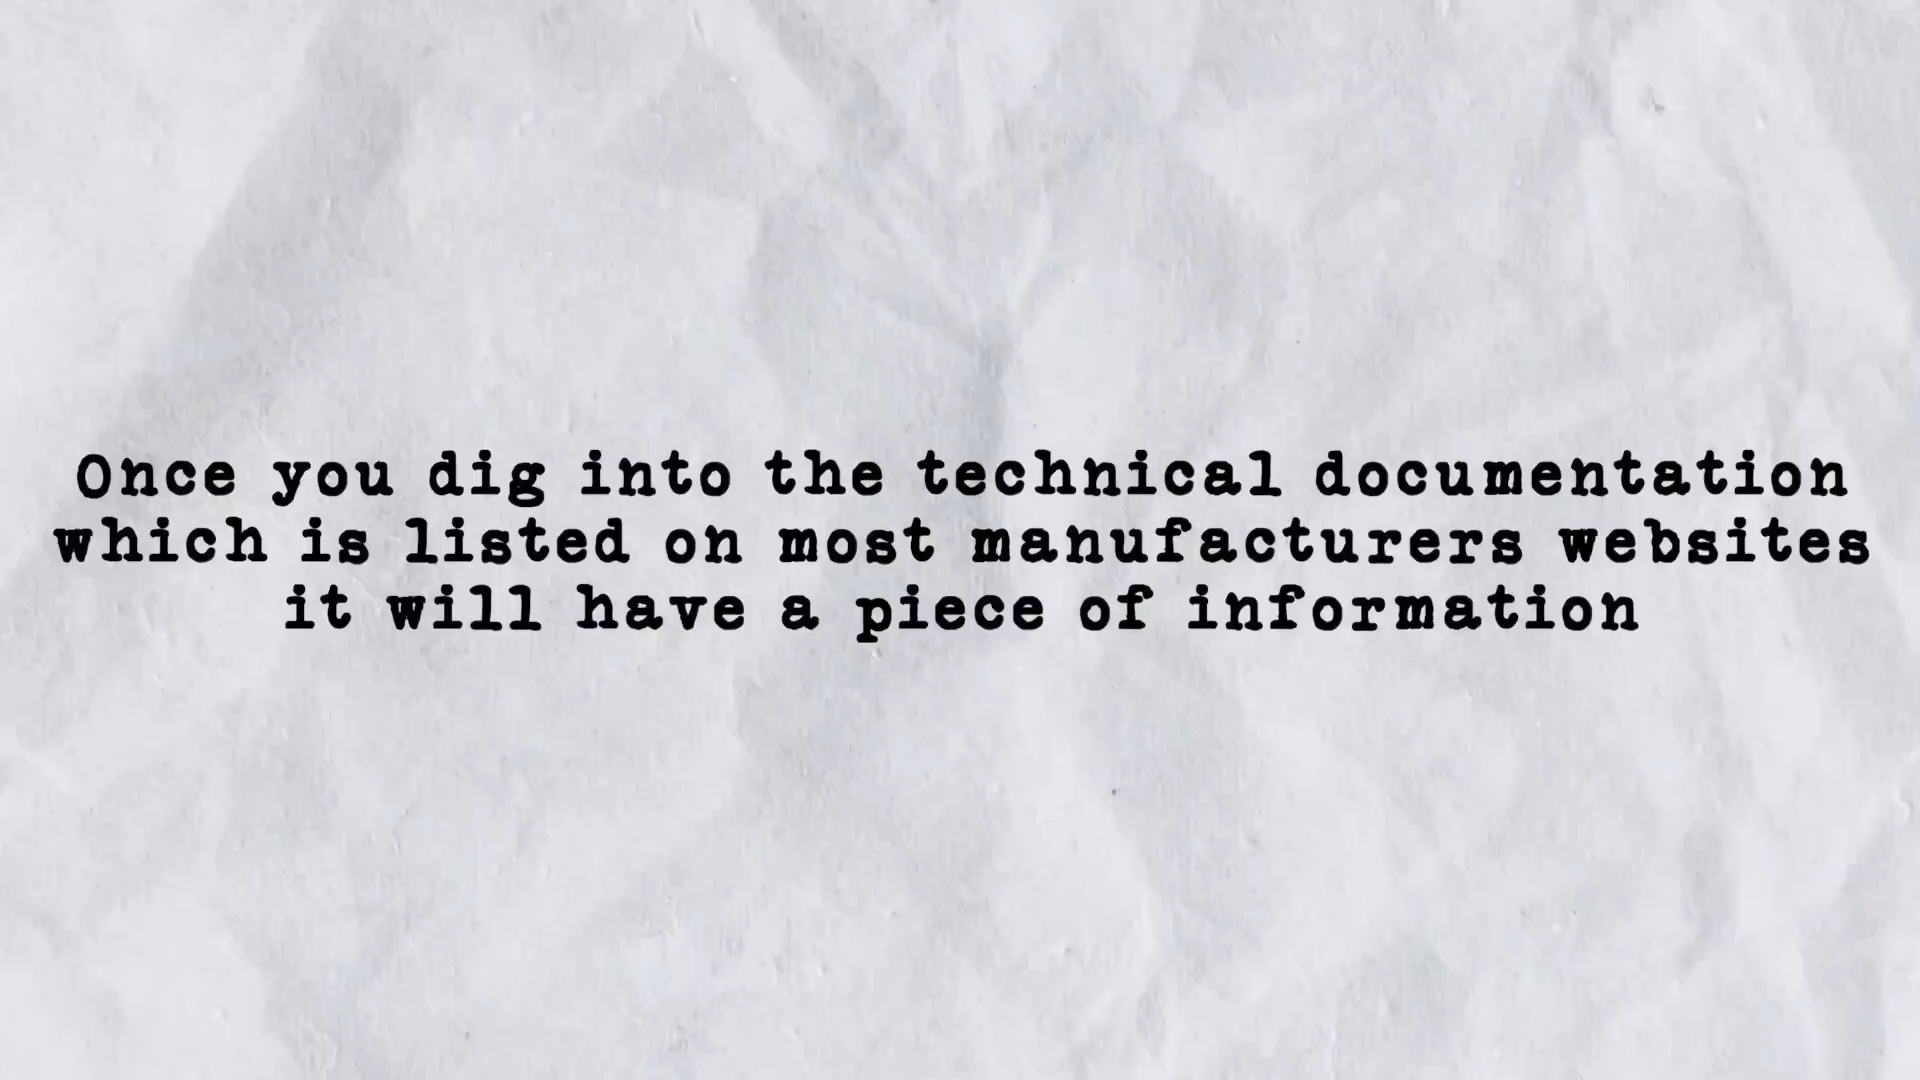 Once you dig into the technical documentation
which is listed on most manufacturers websites
it will have a piece of information